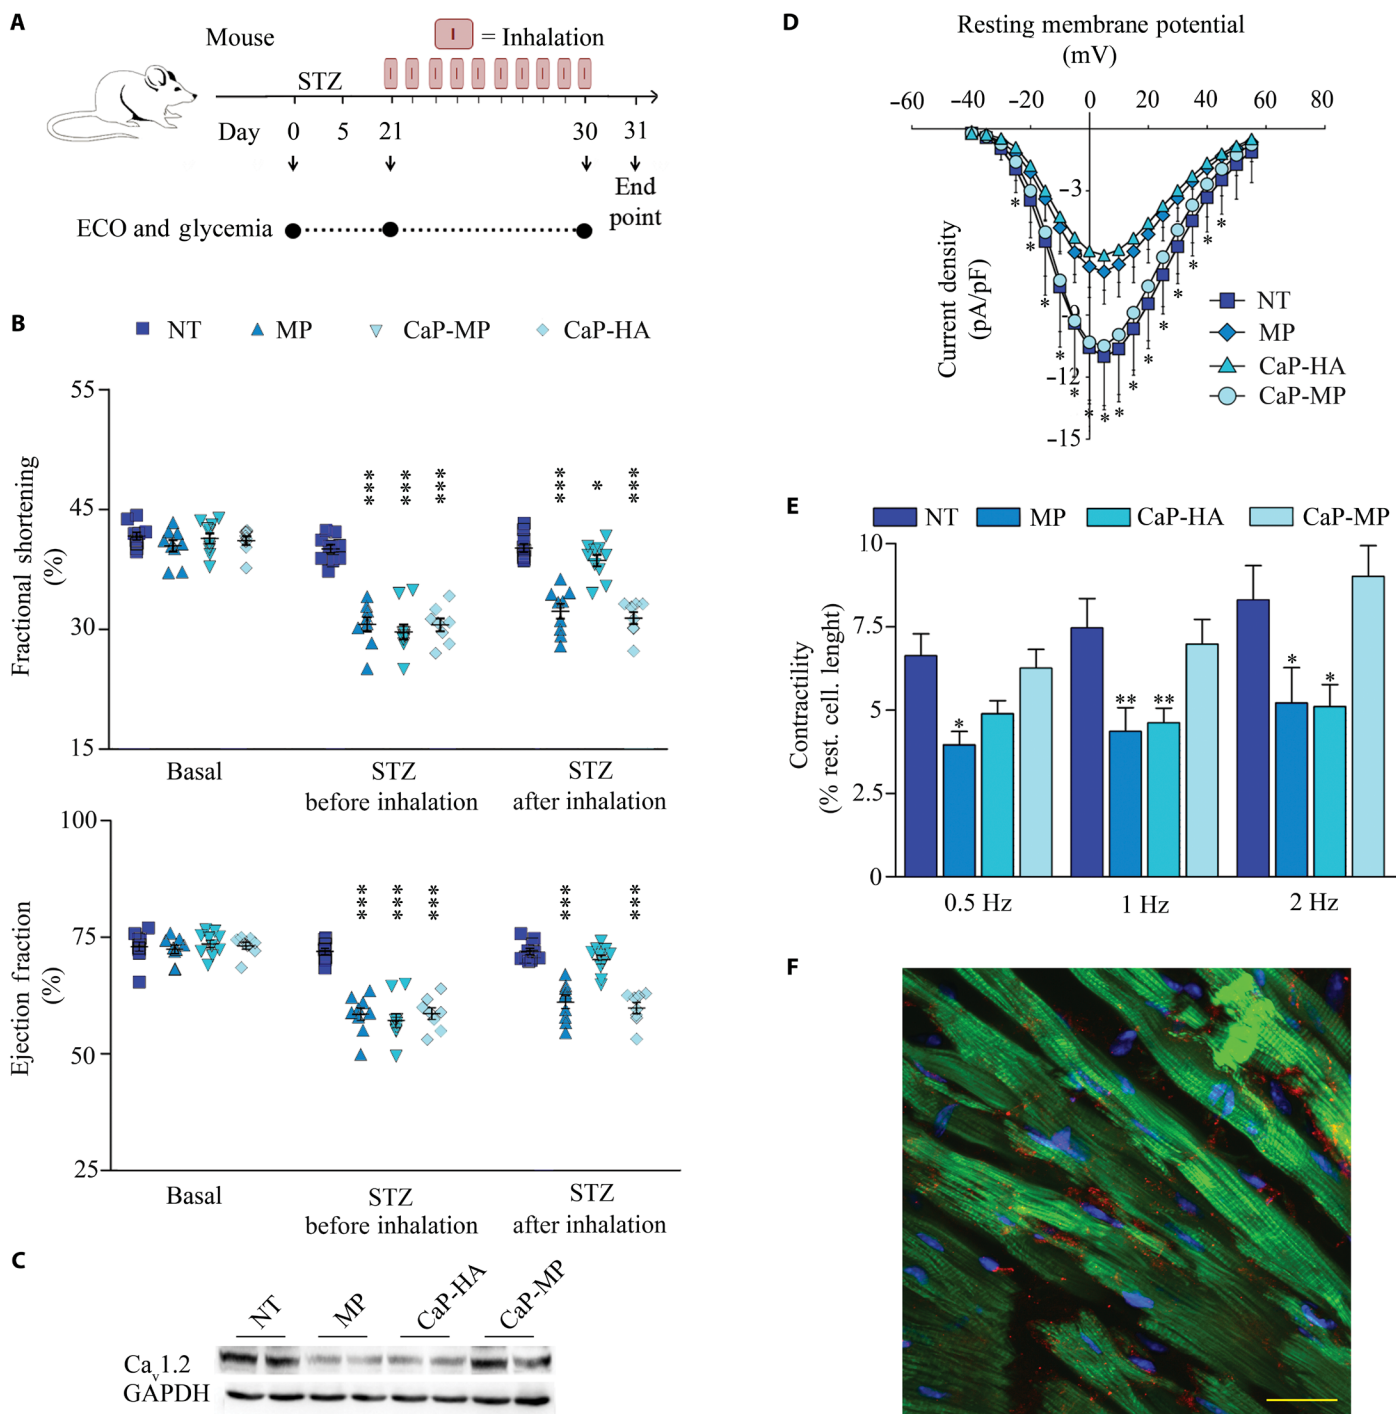 A
Mouse
I = Inhalation
STZ
I I I I I I I I I I
Day 0 5 21 30 31
End
point
ECO and glycemia
B
NT MP CaP-MP CaP-HA
Fractional shortening
(%)
55
45
30
15
*** *** *** *** * ***
Basal
STZ
before inhalation
STZ
after inhalation
Ejection fraction
(%)
100
75
50
25
*** *** *** *** ***
Basal
STZ
before inhalation
STZ
after inhalation
C
NT MP CaP-HA CaP-MP
Cav1.2
GAPDH
D
Resting membrane potential
(mV)
−60 −40 −20 0 20 40 60 80
Current density
(pA/pF)
−3
−9
−12
−15
* * * * * * * * * * * * * * * *
NT
MP
CaP-HA
CaP-MP
E
NT MP CaP-HA CaP-MP
Contractility
(% rest. cell. lenght)
10
7.5
5
2.5
0
* ** ** * *
0.5 Hz 1 Hz 2 Hz
F